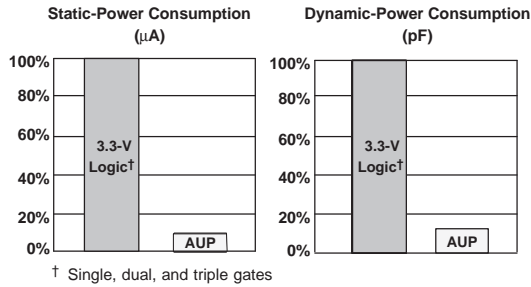 Static-Power Consumption
(µA)
100%
80%
60%
40%
20%
0%
3.3-V
Logic†
AUP
Dynamic-Power Consumption
(pF)
100%
80%
60%
40%
20%
0%
3.3-V
Logic†
AUP
† Single, dual, and triple gates